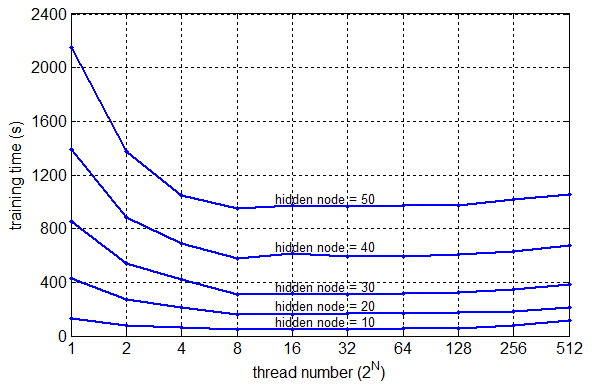 2400
2000
1600
1200
800
400
0
training time (s)
hidden node = 50
hidden node = 40
hidden node = 30
hidden node = 20
hidden node = 10
1 2 4 8 16 32 64 128 256 512
thread number (2^N)